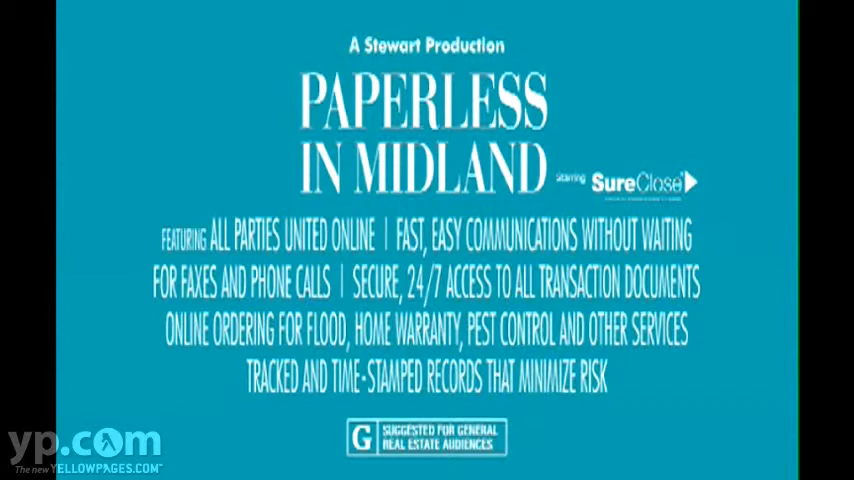 A Stewart Production
PAPERLESS
IN MIDLAND
Starring SureClose
FEATURING ALL PARTIES UNITED ONLINE | FAST, EASY COMMUNICATIONS WITHOUT WAITING
FOR FAXES AND PHONE CALLS | SECURE, 24/7 ACCESS TO ALL TRANSACTION DOCUMENTS
ONLINE ORDERING FOR FLOOD, HOME WARRANTY, PEST CONTROL AND OTHER SERVICES
TRACKED AND TIME-STAMPED RECORDS THAT MINIMIZE RISK
G SUGGESTED FOR GENERAL
REAL ESTATE AUDIENCES
yp.com
The new YELLOWPAGES.COM